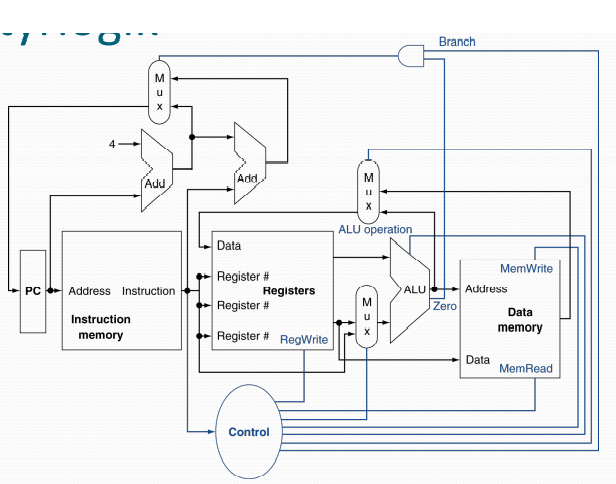 Branch
M
u
x
4
Add
Add
M
u
x
ALU operation
Data
Register #
Registers
Register #
Register #
RegWrite
PC
Address
Instruction
Instruction
memory
M
u
x
ALU
Zero
MemWrite
Address
Data
memory
Data
MemRead
Control